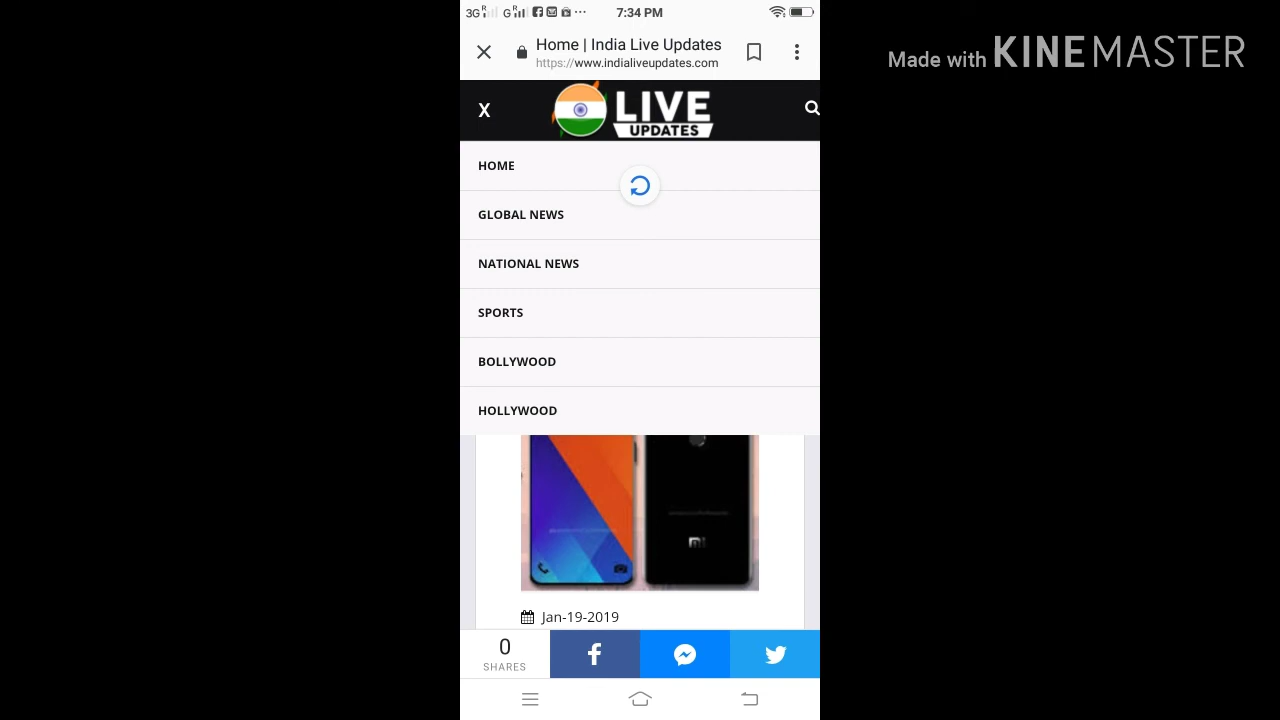 3G R G R 7:34 PM
Made with KINEMASTER
Home | India Live Updates
https://www.indialiveupdates.com
X
LIVE
UPDATES
HOME
GLOBAL NEWS
NATIONAL NEWS
SPORTS
BOLLYWOOD
HOLLYWOOD
mi
Jan-19-2019
0
SHARES